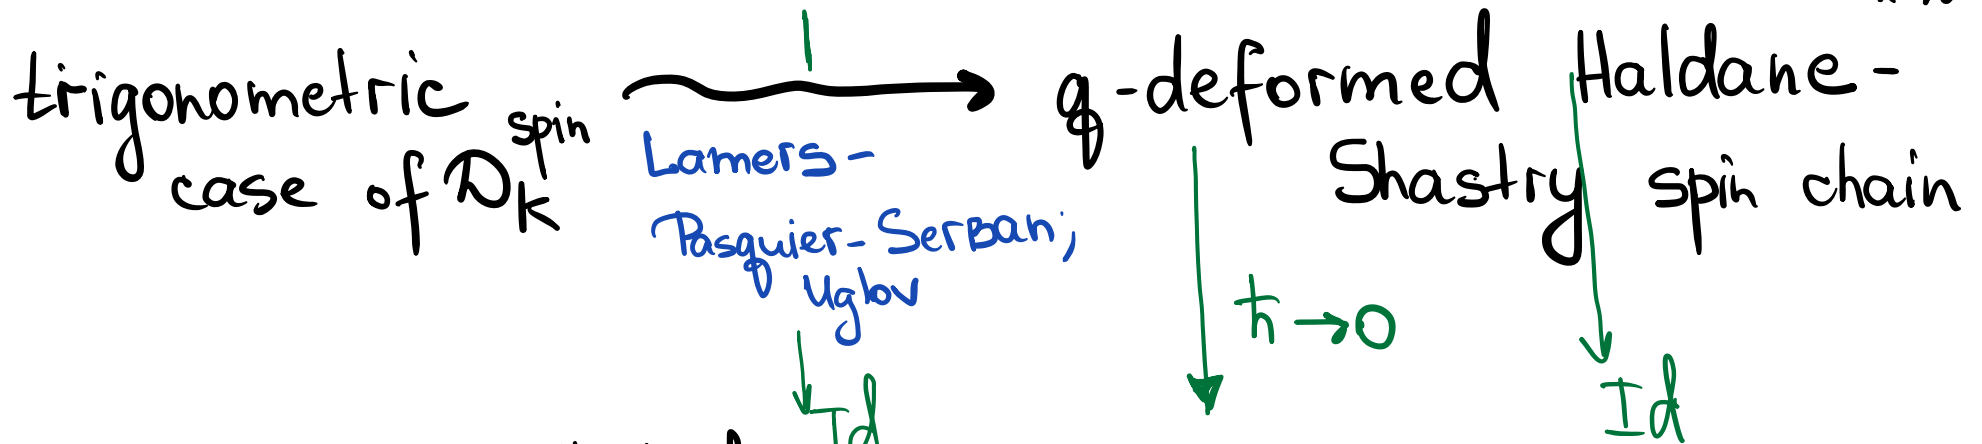 trigonometric case of D_k^spin
q-deformed Haldane-
Shastry spin chain
Lamers-
Pasquier-Serban;
Uglov
ħ → 0
Id
Id